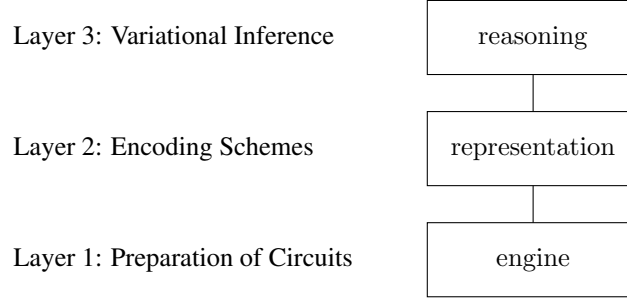 Layer 3: Variational Inference reasoning
Layer 2: Encoding Schemes representation
Layer 1: Preparation of Circuits engine